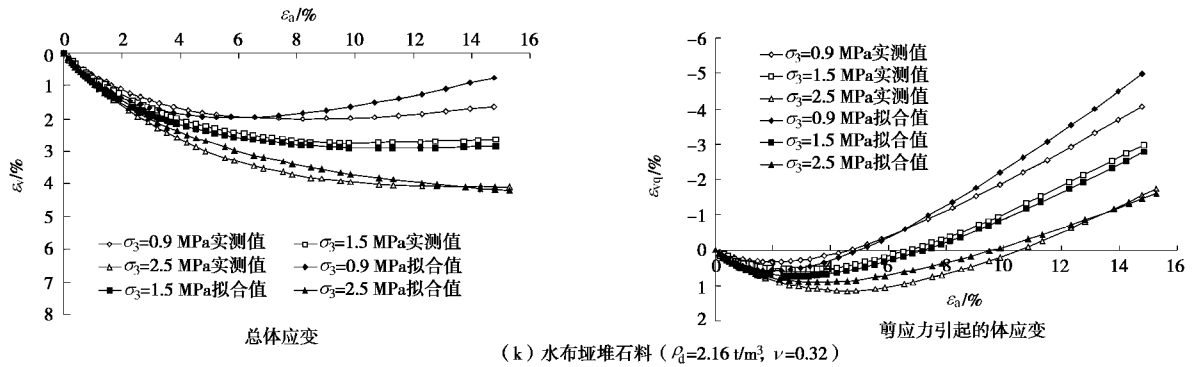 εa/%
0 2 4 6 8 10 12 14 16
0
1
2
3
4
5
6
7
8
εv/%
σ3=0.9 MPa实测值 σ3=1.5 MPa实测值
σ3=2.5 MPa实测值 σ3=0.9 MPa拟合值
σ3=1.5 MPa拟合值 σ3=2.5 MPa拟合值
总体应变
-6
-5
-4
-3
-2
-1
0
1
2
εvq/%
σ3=0.9 MPa实测值
σ3=1.5 MPa实测值
σ3=2.5 MPa实测值
σ3=0.9 MPa拟合值
σ3=1.5 MPa拟合值
σ3=2.5 MPa拟合值
0 2 4 6 8 10 12 14 16
εa/%
剪应力引起的体应变
（k）水布垭堆石料（ρd=2.16 t/m³，ν=0.32）